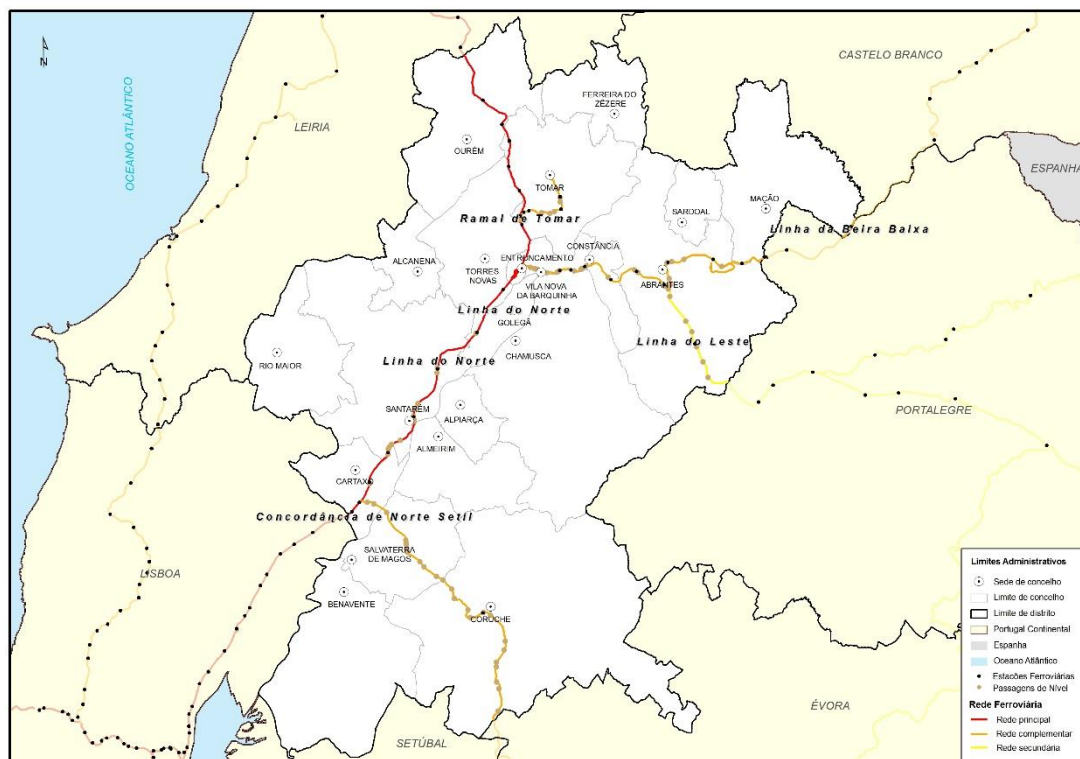 N
CASTELO BRANCO
OCEANO ATLÂNTICO
LEIRIA
FERREIRA DO
ZÊZERE
OURÉM
ESPANHA
TOMAR
MAÇÃO
SARDOAL
Ramal de Tomar
Linha da Beira Baixa
CONSTÂNCIA
ENTRONCAMENTO
ALCANENA
TORRES
NOVAS
VILA NOVA
DA BARQUINHA
ABRANTES
Linha do Norte
GOLEGÃ
CHAMUSCA
Linha do Leste
Linha do Norte
RIO MAIOR
PORTALEGRE
SANTARÉM
ALPIARÇA
ALMEIRIM
CARTAXO
Concordância de Norte Setil
SALVATERRA
DE MAGOS
LISBOA
BENAVENTE
CORUCHE
ÉVORA
SETÚBAL
Limites Administrativos
Sede de concelho
Limite de concelho
Limite de distrito
Portugal Continental
Espanha
Oceano Atlântico
Estações Ferroviárias
Passagens de Nível
Rede Ferroviária
Rede principal
Rede complementar
Rede secundária